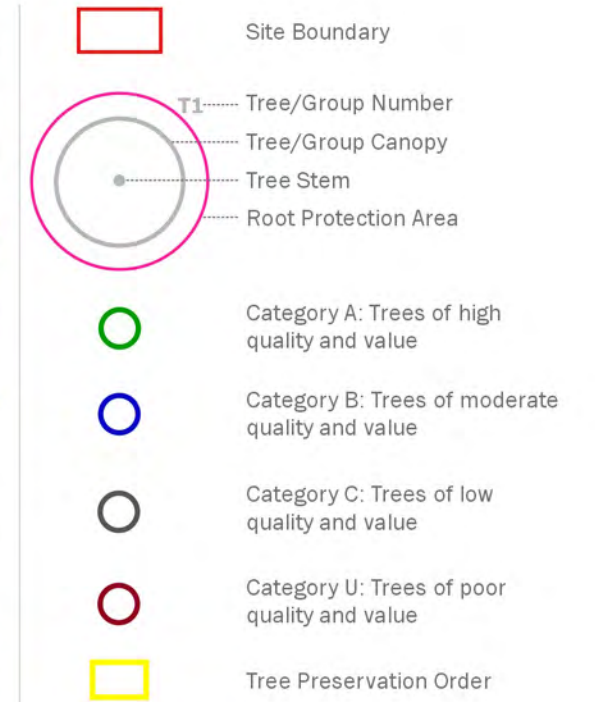 Site Boundary
T1 Tree/Group Number
Tree/Group Canopy
Tree Stem
Root Protection Area
Category A: Trees of high
quality and value
Category B: Trees of moderate
quality and value
Category C: Trees of low
quality and value
Category U: Trees of poor
quality and value
Tree Preservation Order